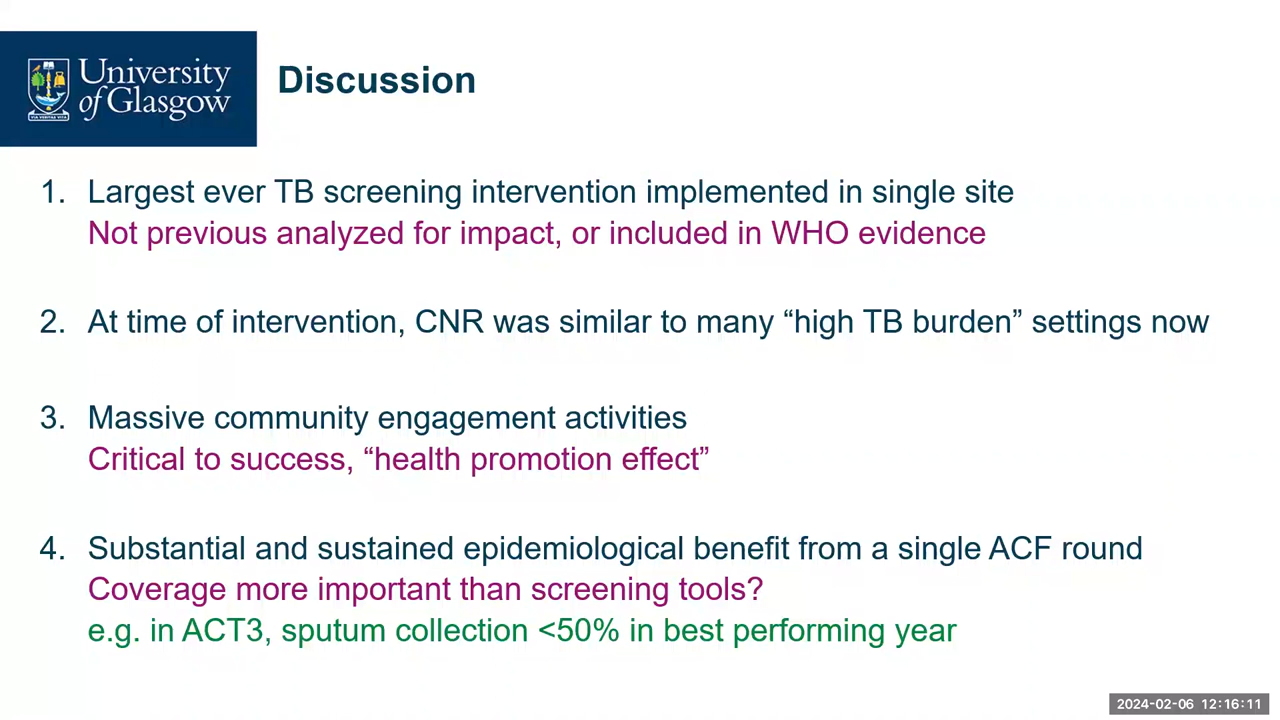 University
of Glasgow
VIA VERITAS VITA
Discussion
1. Largest ever TB screening intervention implemented in single site
Not previous analyzed for impact, or included in WHO evidence
2. At time of intervention, CNR was similar to many “high TB burden” settings now
3. Massive community engagement activities
Critical to success, “health promotion effect”
4. Substantial and sustained epidemiological benefit from a single ACF round
Coverage more important than screening tools?
e.g. in ACT3, sputum collection <50% in best performing year
2024-02-06 12:16:11